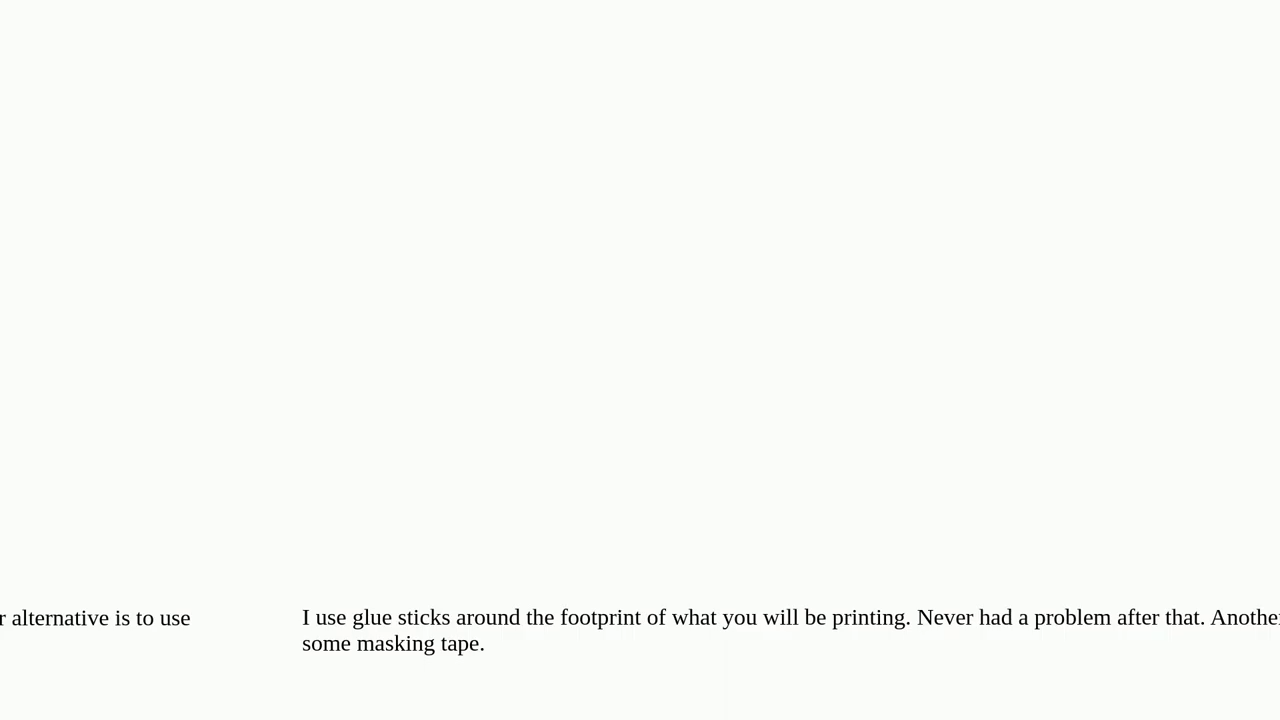 I use glue sticks around the footprint of what you will be printing. Never had a problem after that. Another alternative is to use
some masking tape.